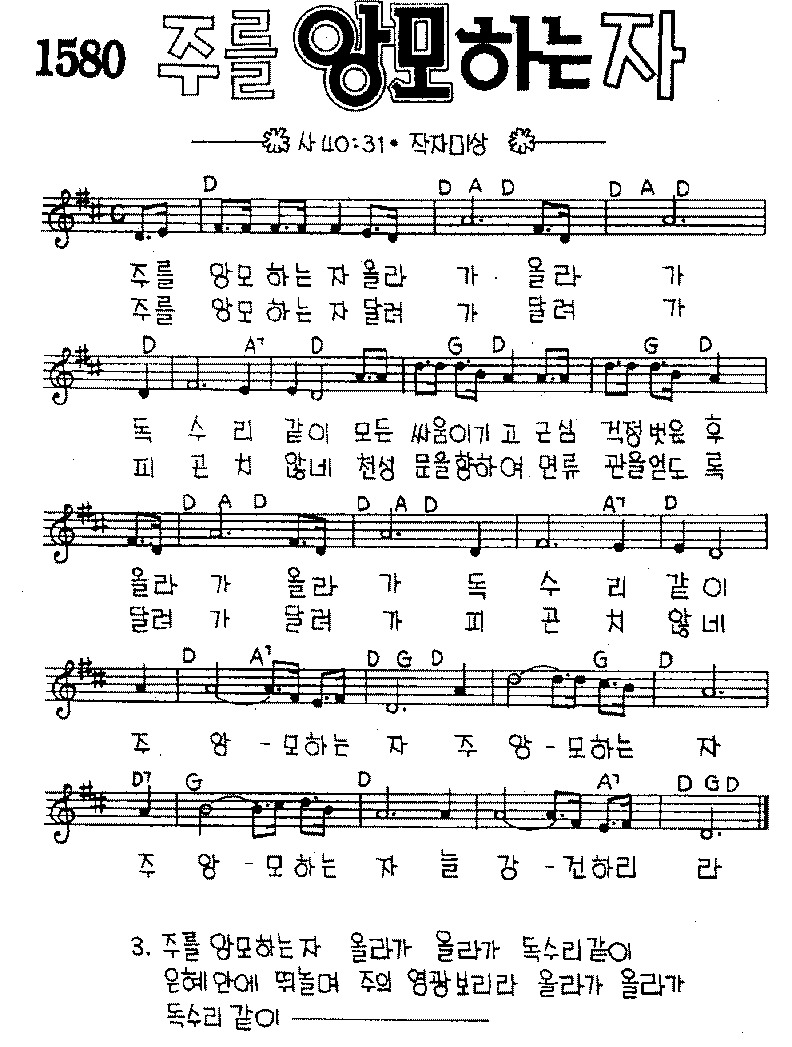 1580 주를 앙모하는 자
사 40:31 • 작자미상
D D A D D A D
주를 앙모 하는 자 올라 가 올라 가
주를 앙모 하는 자 달려 가 달려 가
D A7 D G D G D
독 수 리 같이 모든 싸움이기고 근심 걱정벗은 후
피 곤 치 않네 천성 문을향하여 면류 관을얻도 록
D A D D A D A7 D
올라 가 올라 가 독 수 리 같이
달려 가 달려 가 피 곤 치 않네
D A7 D G D G D
주 앙 - 모하는 자 주 앙 - 모하는 자
D7 G D A7 D G D
주 앙 - 모 하는 자 늘 강 - 건하리 라
3. 주를 앙모하는자 올라가 올라가 독수리같이
은혜안에 뛰놀며 주의 영광보리라 올라가 올라가
독수리 같이